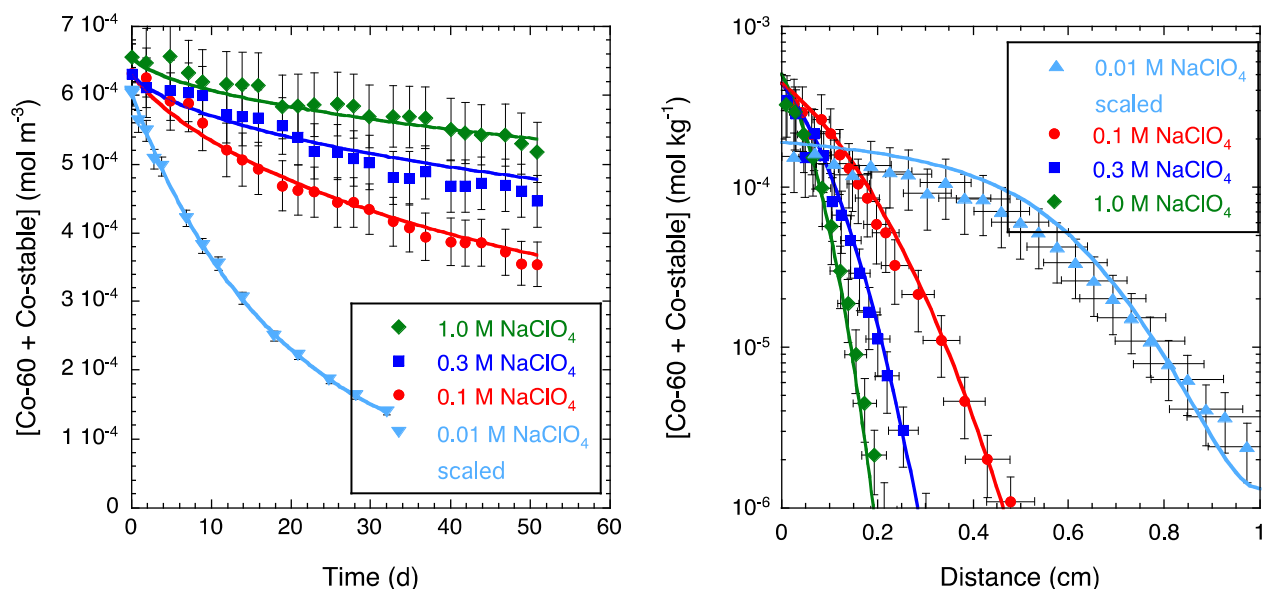 [Co-60 + Co-stable] (mol m⁻³)
7 10⁻⁴
6 10⁻⁴
5 10⁻⁴
4 10⁻⁴
3 10⁻⁴
2 10⁻⁴
1 10⁻⁴
0
0 10 20 30 40 50 60
Time (d)
1.0 M NaClO₄
0.3 M NaClO₄
0.1 M NaClO₄
0.01 M NaClO₄
scaled
[Co-60 + Co-stable] (mol kg⁻¹)
10⁻³
10⁻⁴
10⁻⁵
10⁻⁶
0 0.2 0.4 0.6 0.8 1
Distance (cm)
0.01 M NaClO₄
scaled
0.1 M NaClO₄
0.3 M NaClO₄
1.0 M NaClO₄